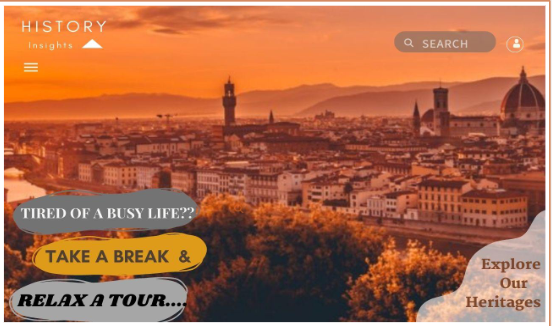 HISTORY
Insights
SEARCH
TIRED OF A BUSY LIFE??
TAKE A BREAK &
RELAX A TOUR....
Explore
Our
Heritages